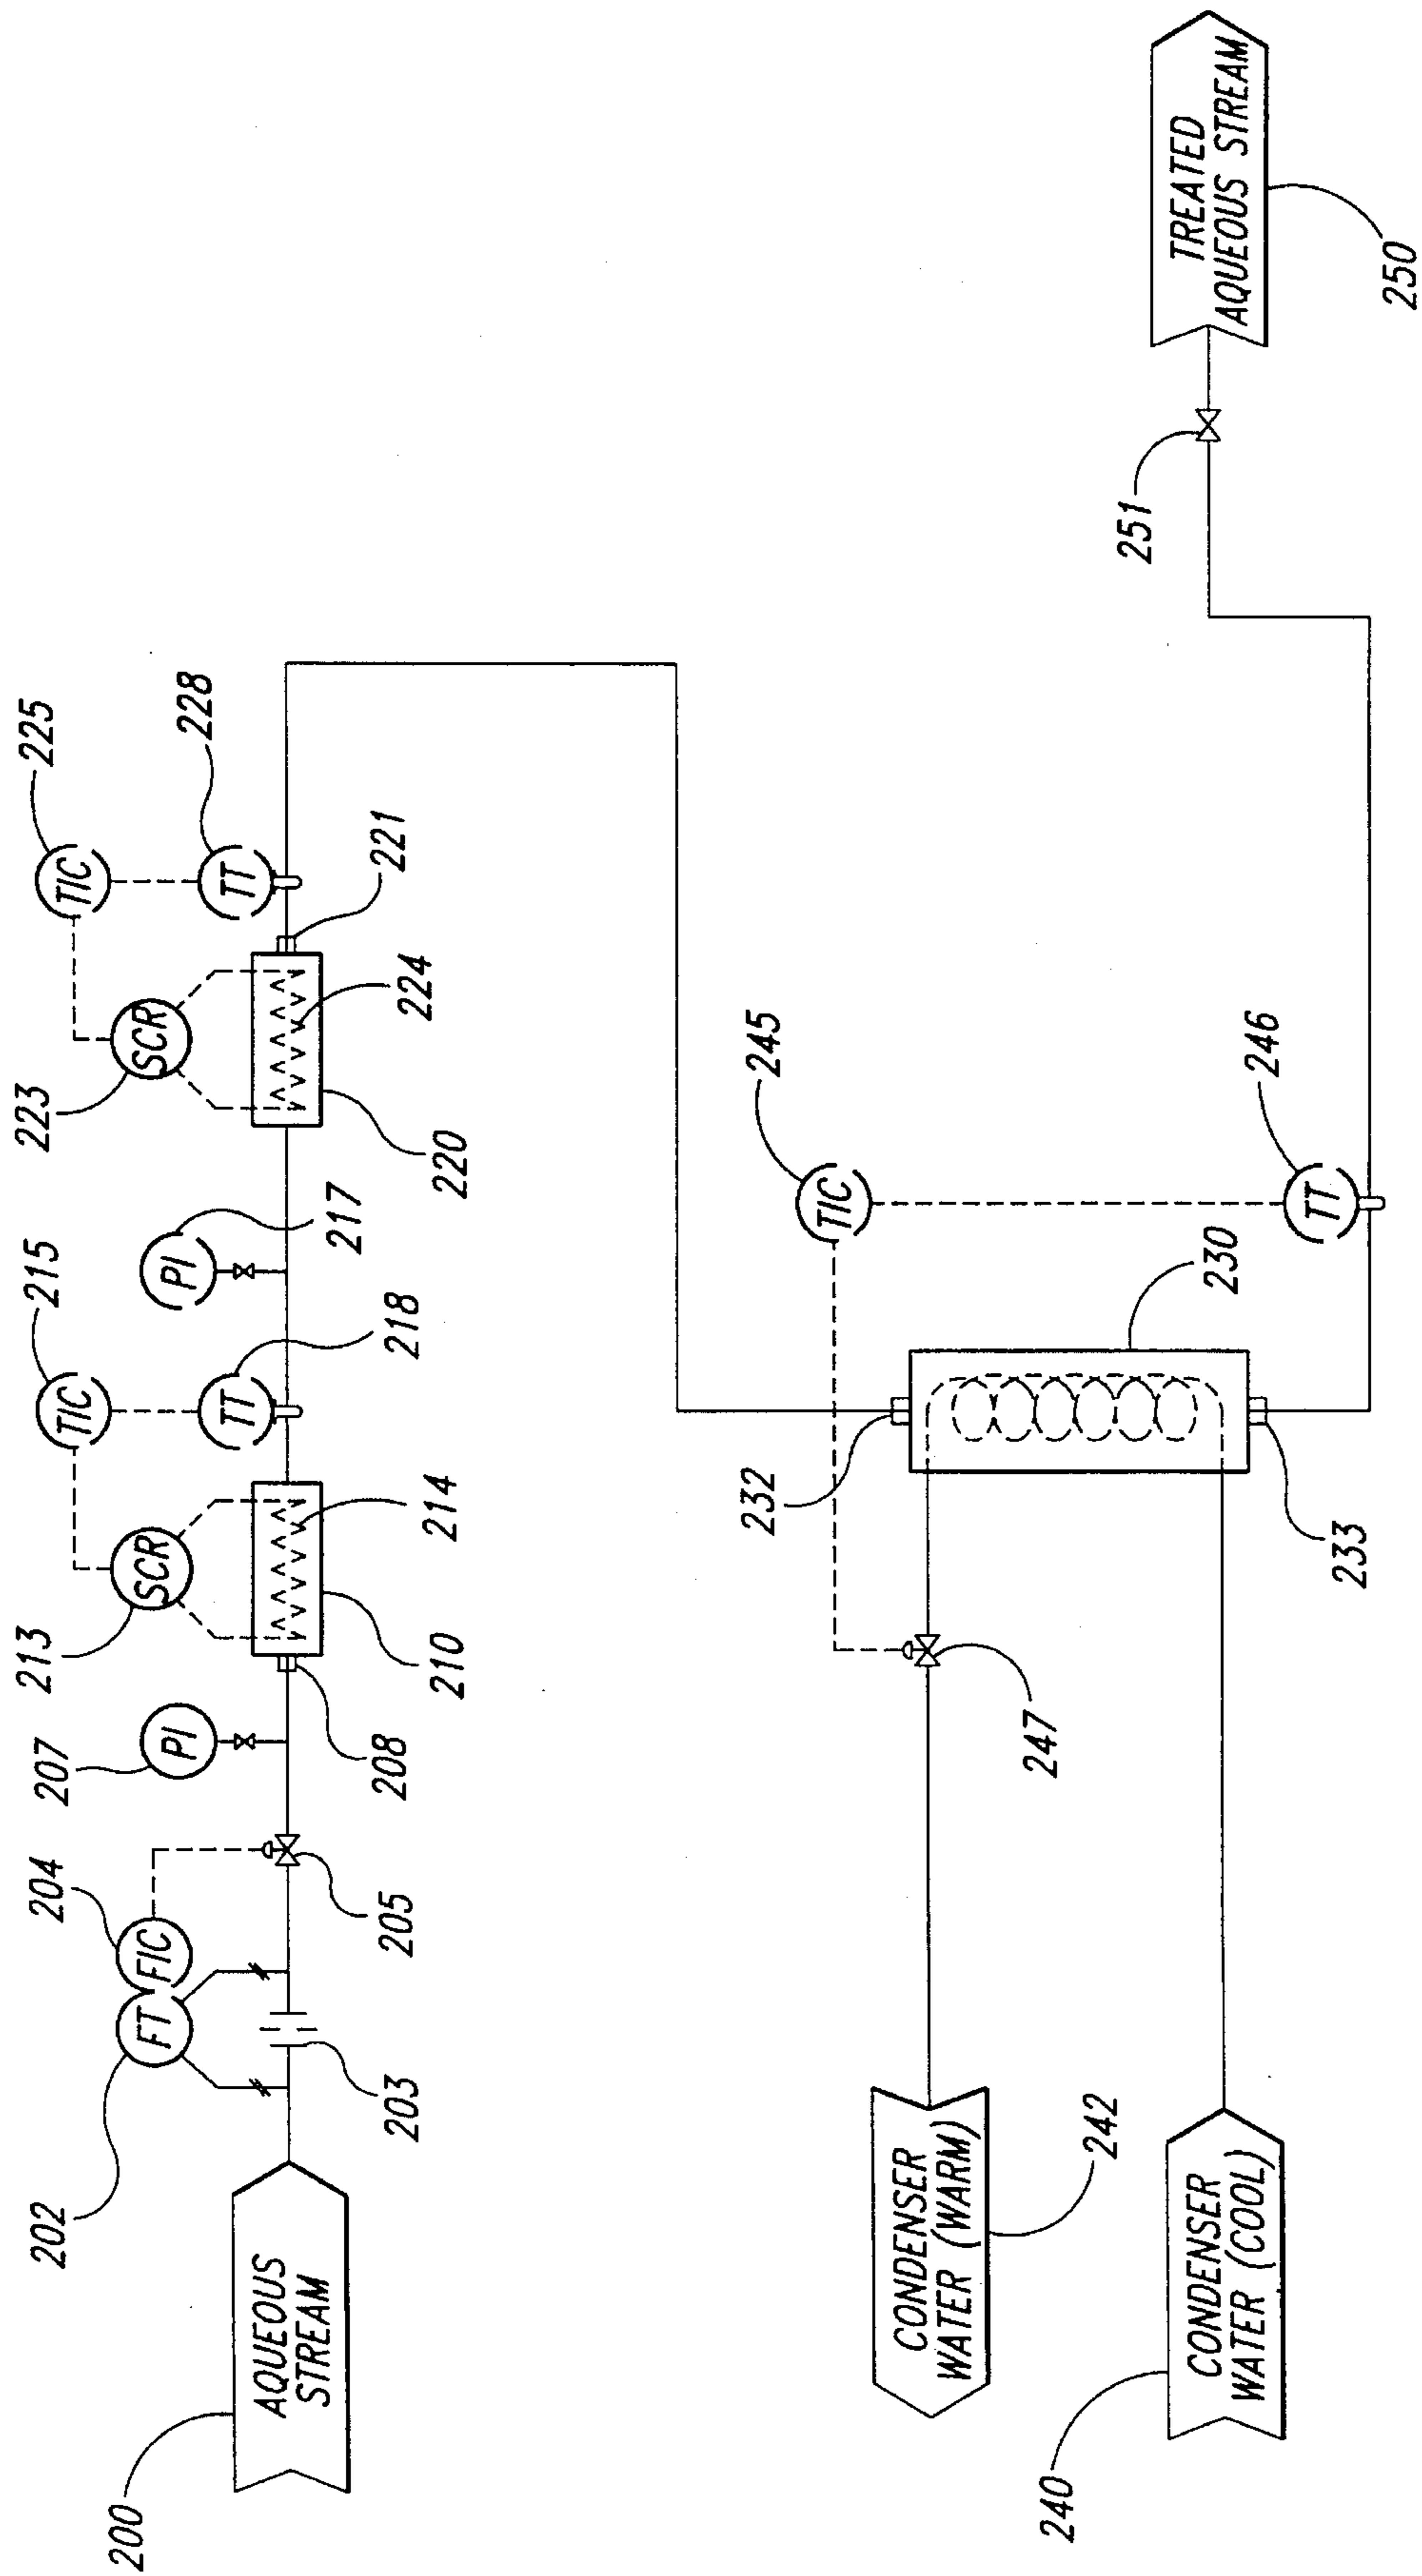 225
228
TIC
TT
221
SCR
224
223
220
PI
217
215
TIC
TT
218
SCR
214
213
210
PI
207
208
204
FIC
205
FT
202
203
AQUEOUS
STREAM
200
TREATED
AQUEOUS STREAM
250
251
245
TIC
246
TT
230
232
233
247
CONDENSER
WATER (WARM)
242
CONDENSER
WATER (COOL)
240